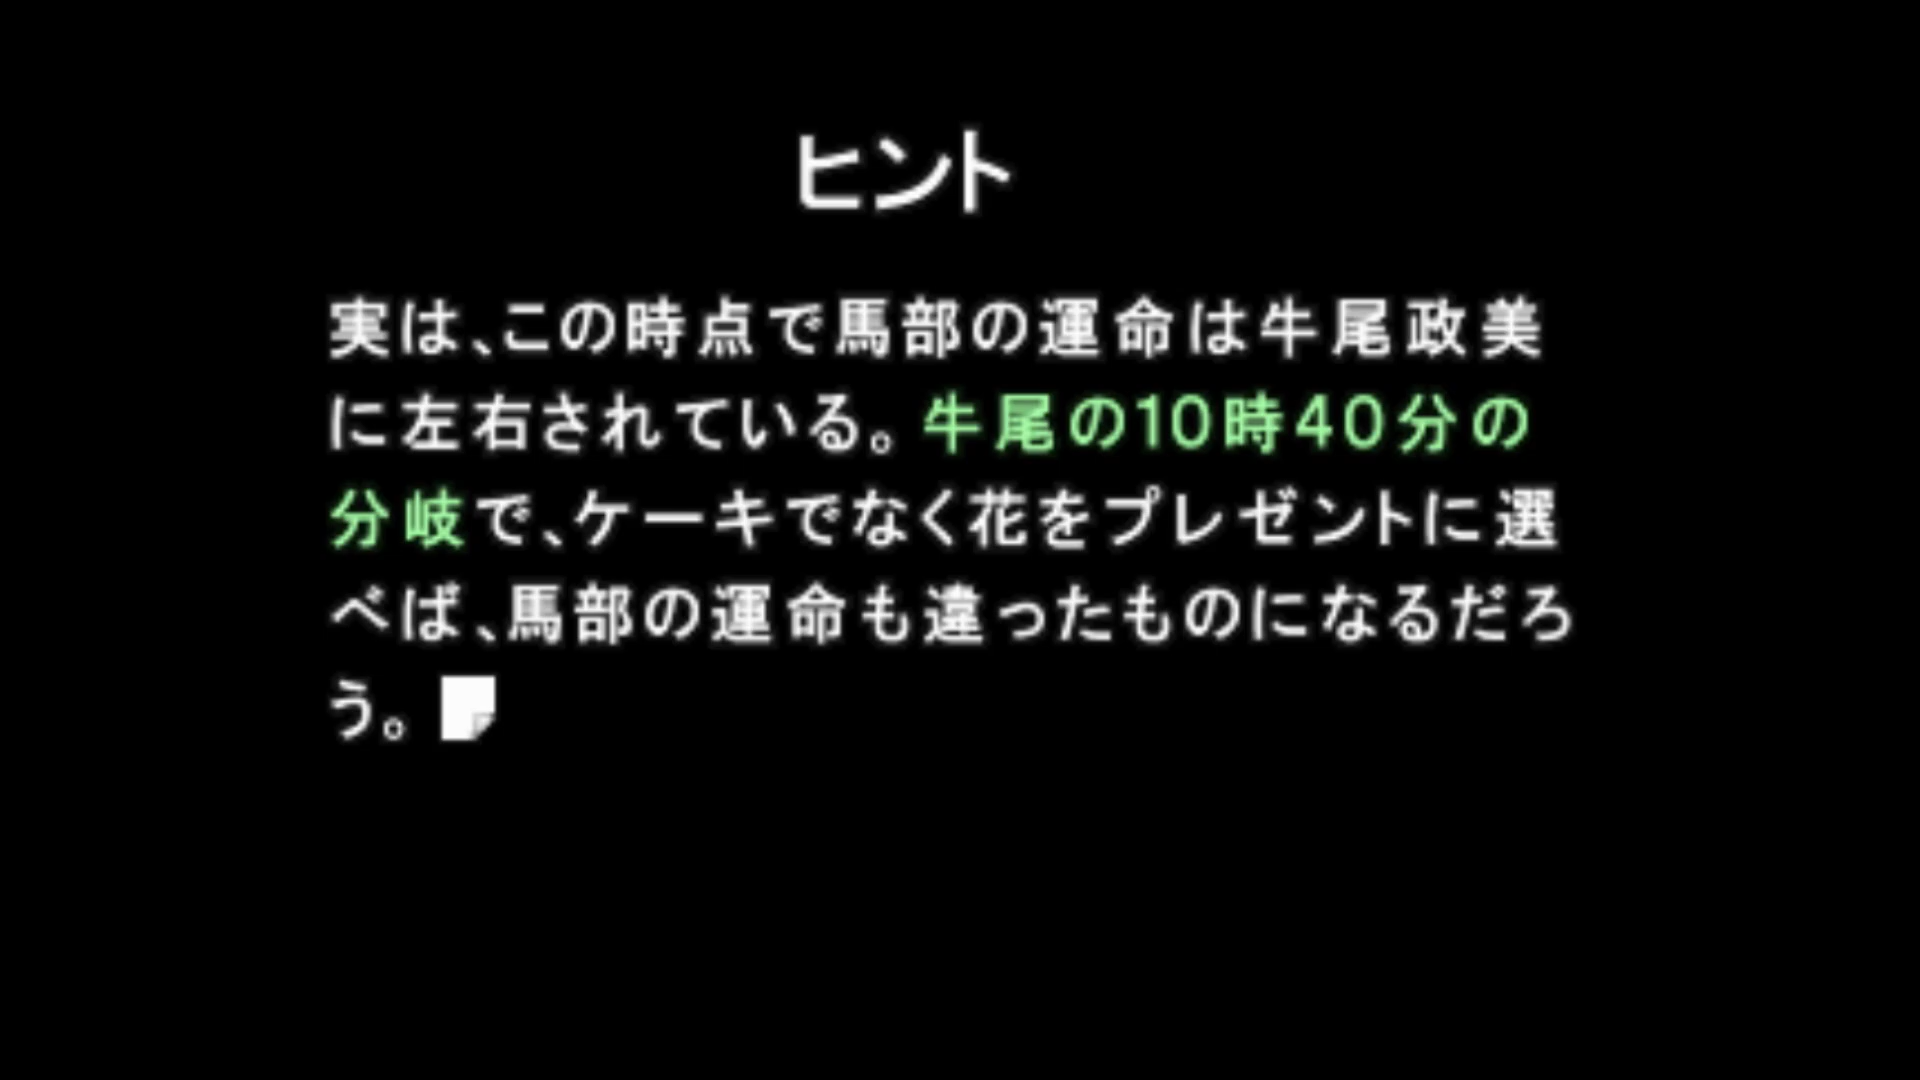 ヒント
実は、この時点で馬部の運命は牛尾政美
に左右されている。牛尾の10時40分の
分岐で、ケーキでなく花をプレゼントに選
べば、馬部の運命も違ったものになるだろ
う。